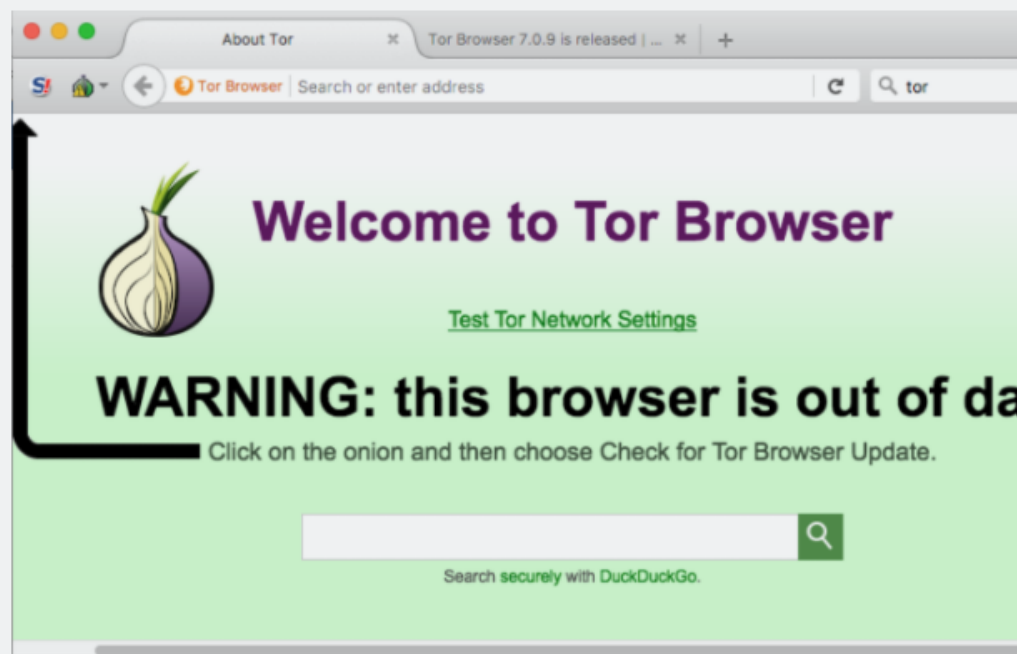 About Tor
Tor Browser 7.0.9 is released | ...
S!
Tor Browser
Search or enter address
tor
Welcome to Tor Browser
Test Tor Network Settings
WARNING: this browser is out of da
Click on the onion and then choose Check for Tor Browser Update.
Search securely with DuckDuckGo.